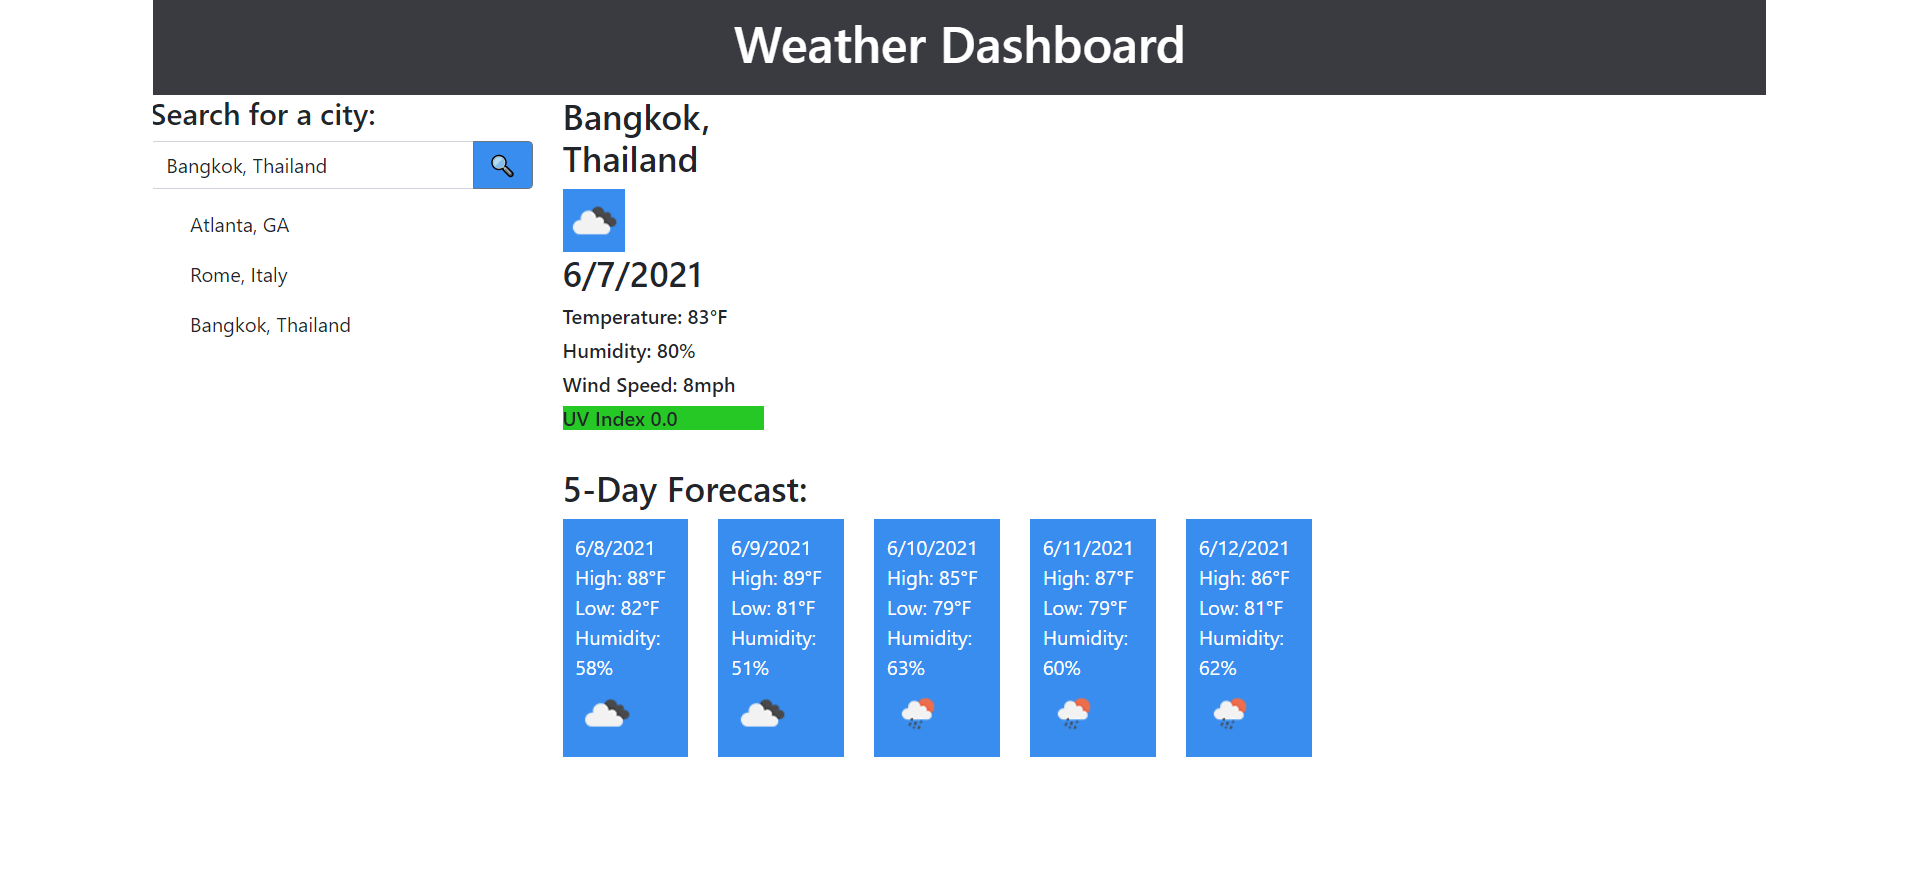 Weather Dashboard
Search for a city:
Bangkok, Thailand
Atlanta, GA
Rome, Italy
Bangkok, Thailand
Bangkok,
Thailand
6/7/2021
Temperature: 83°F
Humidity: 80%
Wind Speed: 8mph
UV Index 0.0
5-Day Forecast:
6/8/2021
High: 88°F
Low: 82°F
Humidity:
58%
6/9/2021
High: 89°F
Low: 81°F
Humidity:
51%
6/10/2021
High: 85°F
Low: 79°F
Humidity:
63%
6/11/2021
High: 87°F
Low: 79°F
Humidity:
60%
6/12/2021
High: 86°F
Low: 81°F
Humidity:
62%